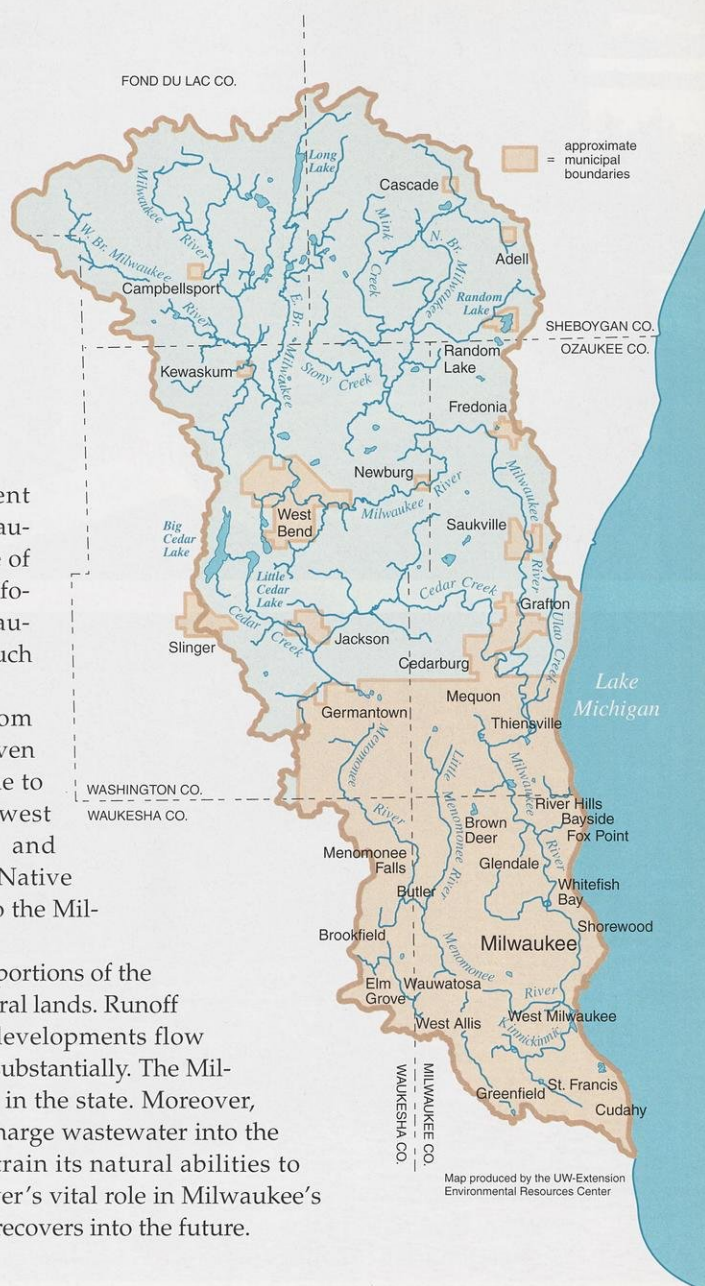 FOND DU LAC CO.
approximate
= municipal
boundaries
Long
Lake
Cascade
Milwaukee
River
Mink
Creek
N. Br. Milwaukee
Adell
W. Br. Milwaukee
River
Campbellsport
Random
Lake
E. Br. Milwaukee
SHEBOYGAN CO.
OZAUKEE CO.
Random
Lake
Kewaskum
Stony Creek
Fredonia
Newburg
Milwaukee River
Milwaukee
River
West
Bend
Saukville
Big
Cedar
Lake
Little
Cedar
Lake
Cedar Creek
Grafton
Ulao Creek
Cedar
Creek
Slinger
Jackson
Cedarburg
Lake
Michigan
Mequon
Germantown
Thiensville
Menomonee
River
Little Menomonee River
Milwaukee
River
WASHINGTON CO.
WAUKESHA CO.
River Hills
Bayside
Fox Point
Brown
Deer
Menomonee
Falls
Glendale
Butler
Whitefish
Bay
Shorewood
Brookfield
Milwaukee
Menomonee
River
Elm
Grove
Wauwatosa
West Milwaukee
Kinnickinnic
West Allis
St. Francis
Greenfield
Cudahy
MILWAUKEE CO.
WAUKESHA CO.
Map produced by the UW-Extension
Environmental Resources Center
ent
au-
e of
fo-
au-
uch
om
ven
e to
west
and
Native
o the Mil-
portions of the
ral lands. Runoff
developments flow
substantially. The Mil-
in the state. Moreover,
harge wastewater into the
train its natural abilities to
ver's vital role in Milwaukee's
recovers into the future.